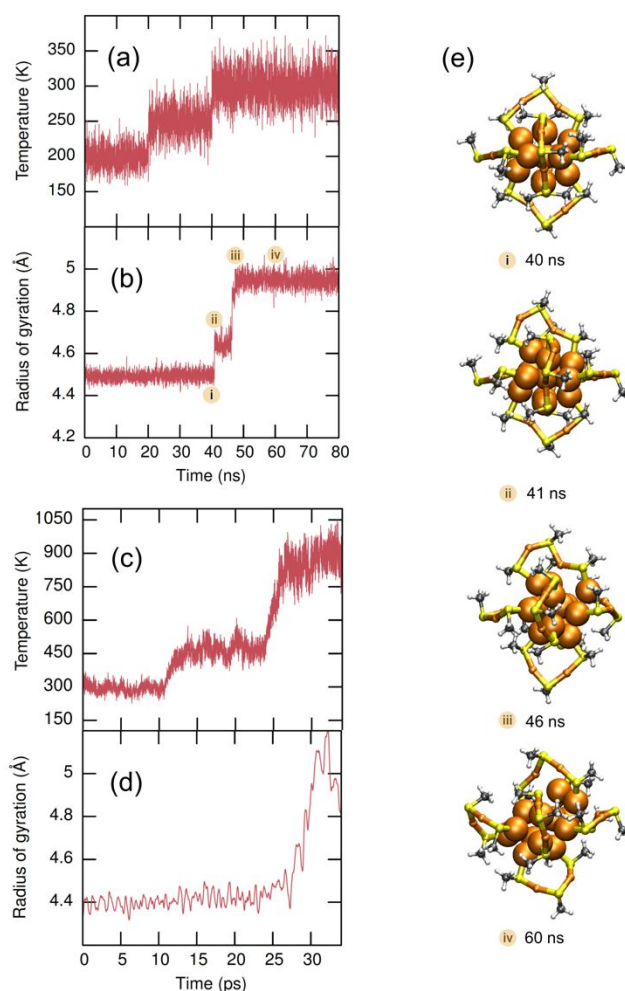 (a)
Temperature (K)
350
300
250
200
150
(b)
Radius of gyration (Å)
5
4.8
4.6
4.4
4.2
i
ii
iii
iv
0 10 20 30 40 50 60 70 80
Time (ns)
(c)
Temperature (K)
1050
900
750
600
450
300
150
(d)
Radius of gyration (Å)
5
4.8
4.6
4.4
0 5 10 15 20 25 30
Time (ps)
(e)
i 40 ns
ii 41 ns
iii 46 ns
iv 60 ns